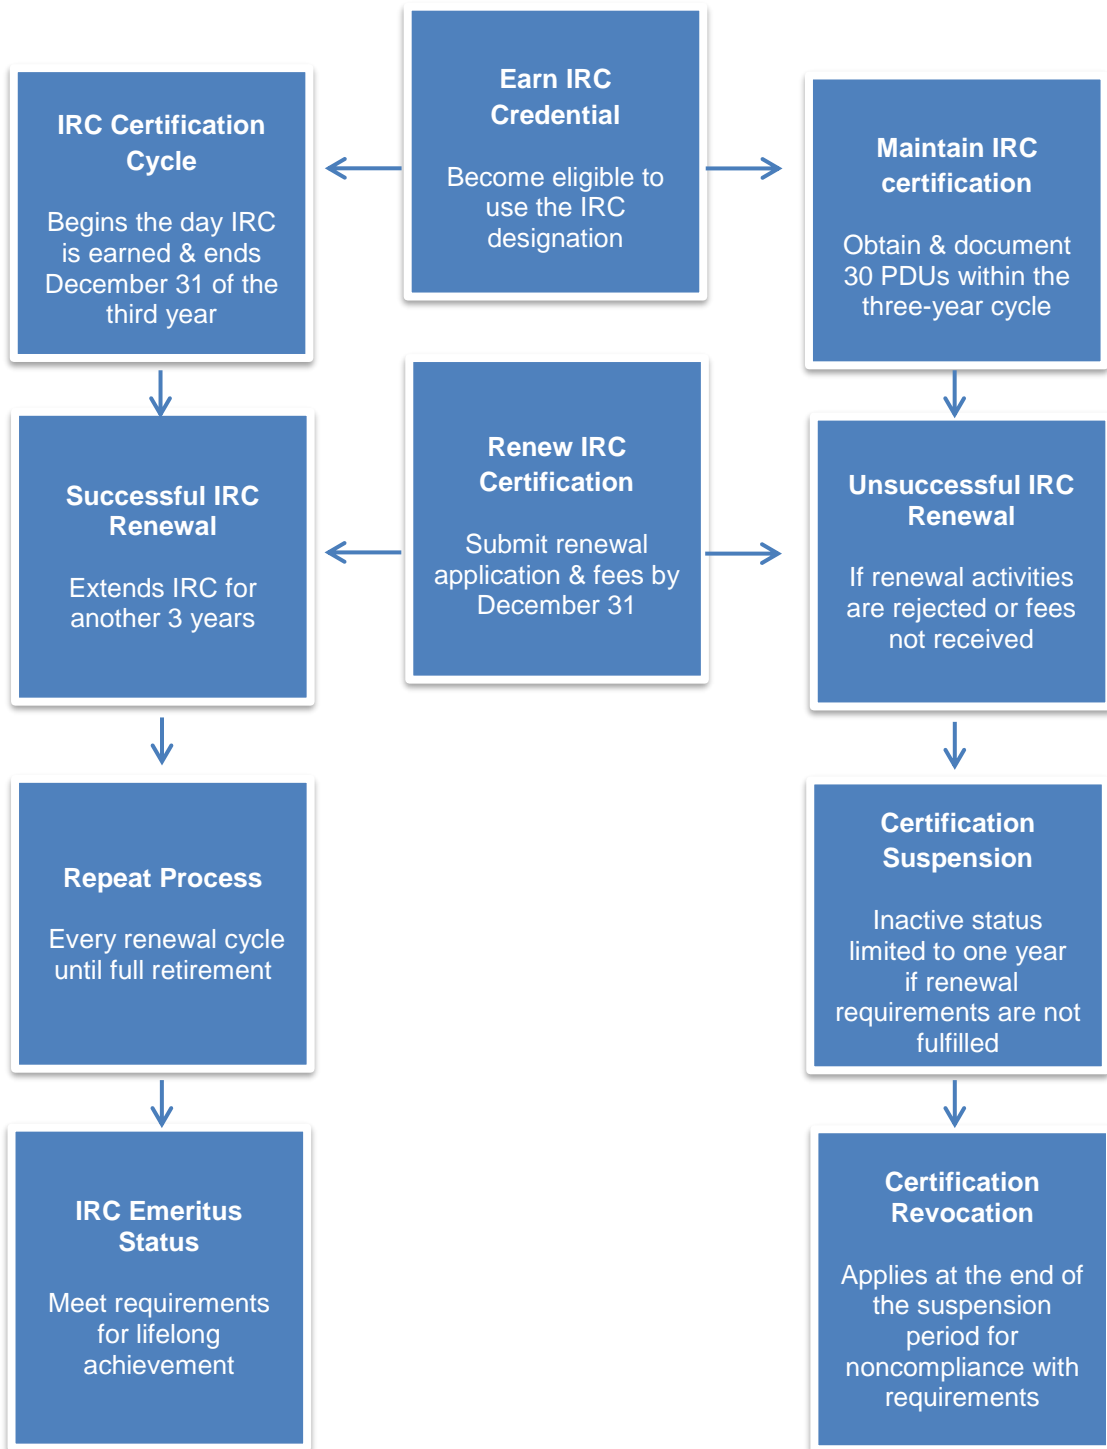 Earn IRC
Credential
Become eligible to
use the IRC
designation
IRC Certification
Cycle
Begins the day IRC
is earned & ends
December 31 of the
third year
Maintain IRC
certification
Obtain & document
30 PDUs within the
three-year cycle
Renew IRC
Certification
Submit renewal
application & fees by
December 31
Successful IRC
Renewal
Extends IRC for
another 3 years
Unsuccessful IRC
Renewal
If renewal activities
are rejected or fees
not received
Repeat Process
Every renewal cycle
until full retirement
Certification
Suspension
Inactive status
limited to one year
if renewal
requirements are not
fulfilled
IRC Emeritus
Status
Meet requirements
for lifelong
achievement
Certification
Revocation
Applies at the end of
the suspension
period for
noncompliance with
requirements